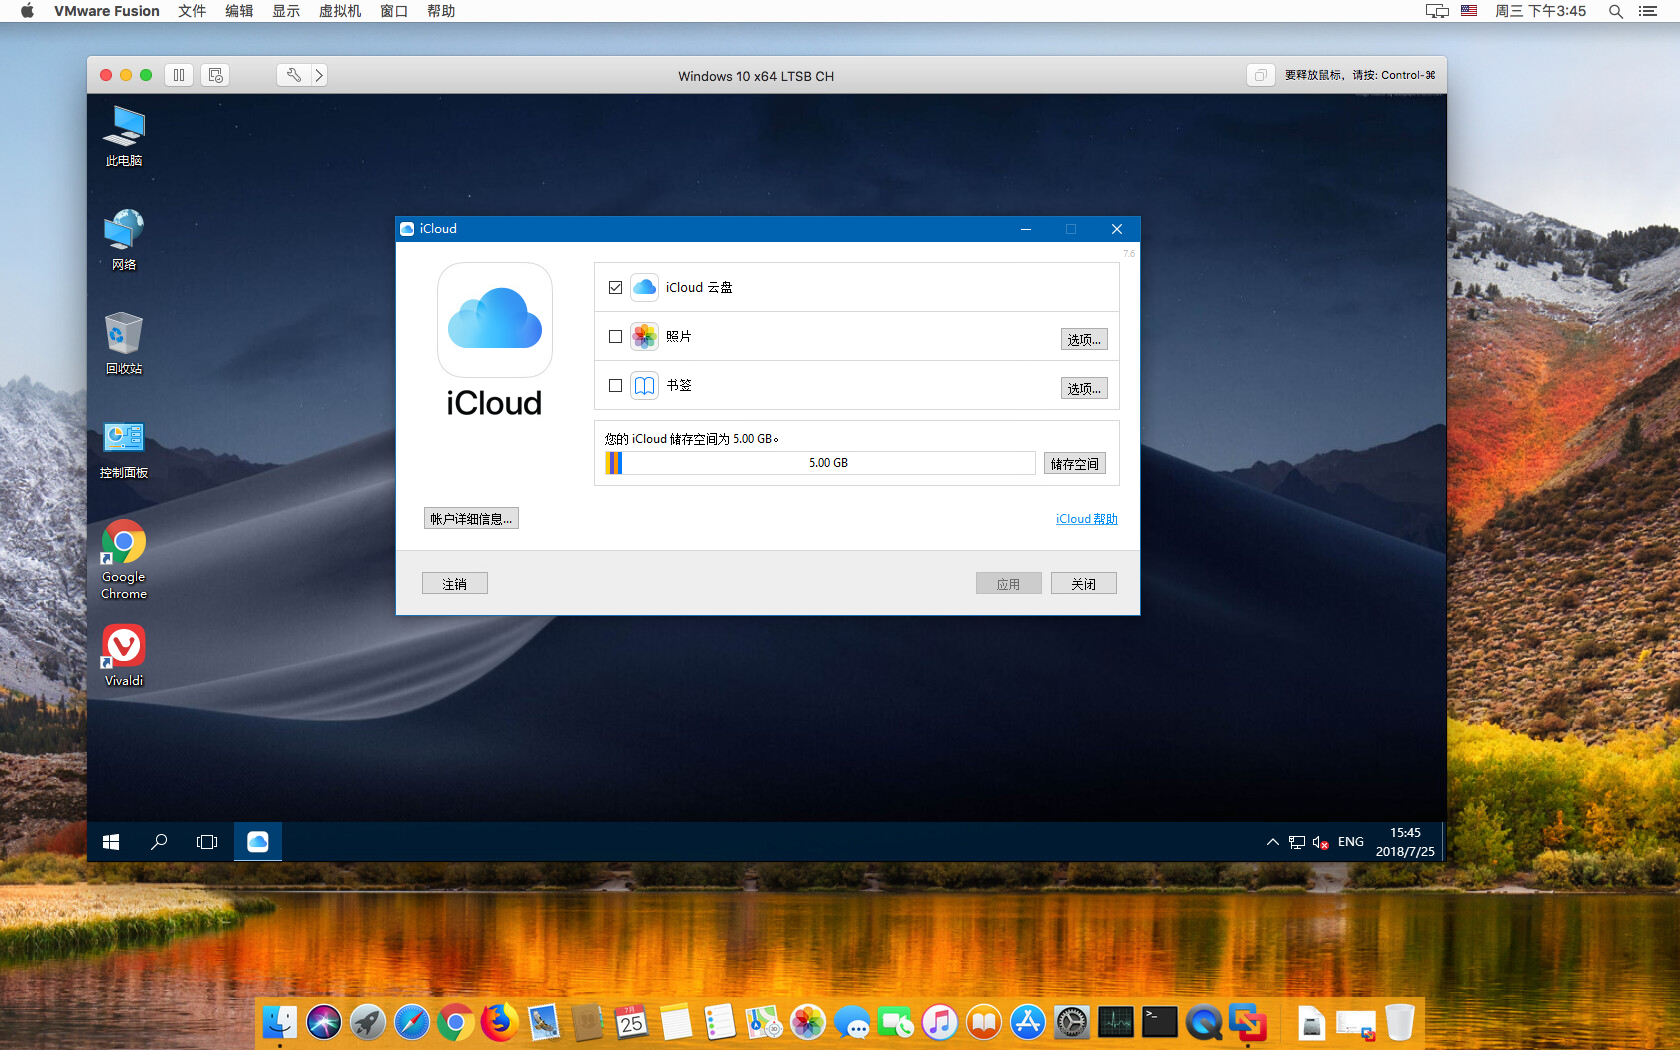 VMware Fusion 文件 编辑 显示 虚拟机 窗口 帮助 周三 下午3:45
Windows 10 x64 LTSB CH
要释放鼠标，请按: Control-⌘
此电脑
网络
回收站
控制面板
Google
Chrome
Vivaldi
iCloud
7.6
iCloud
iCloud 云盘
照片
选项...
书签
选项...
您的 iCloud 储存空间为 5.00 GB。
5.00 GB
储存空间
帐户详细信息...
iCloud 帮助
注销
应用
关闭
ENG
15:45
2018/7/25
7月
25